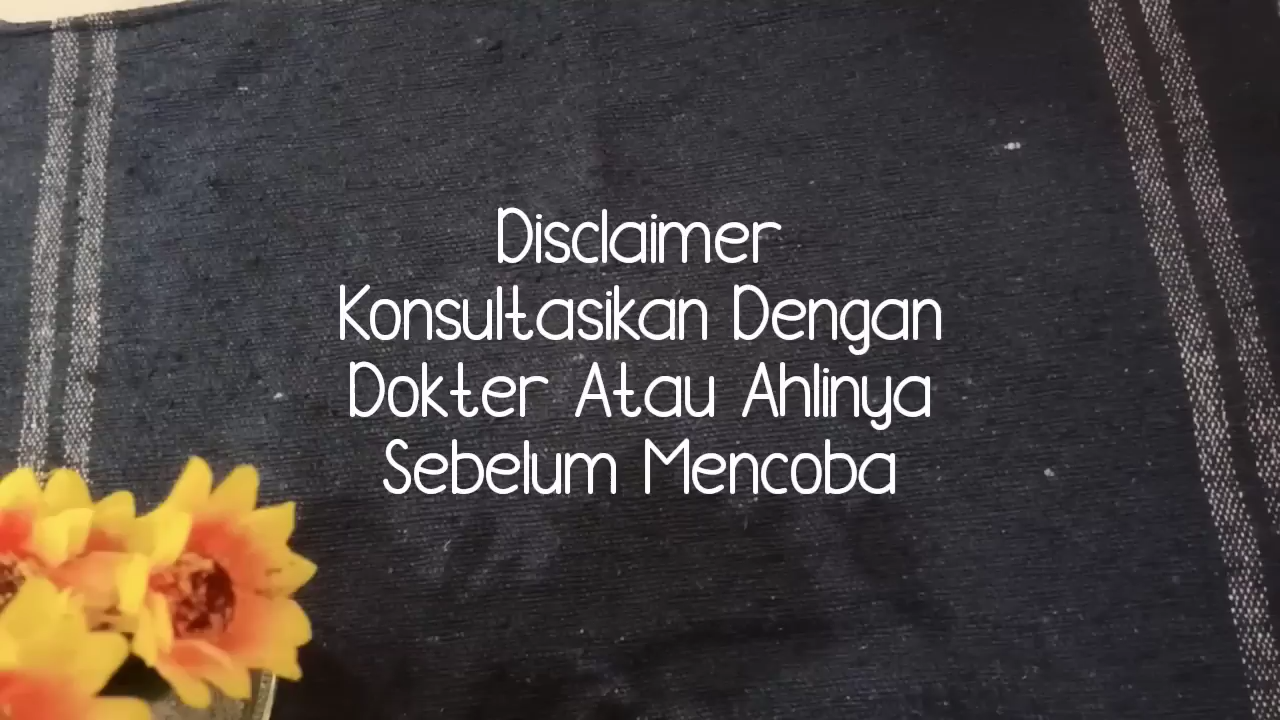 Disclaimer
Konsultasikan Dengan
Dokter Atau Ahlinya
Sebelum Mencoba